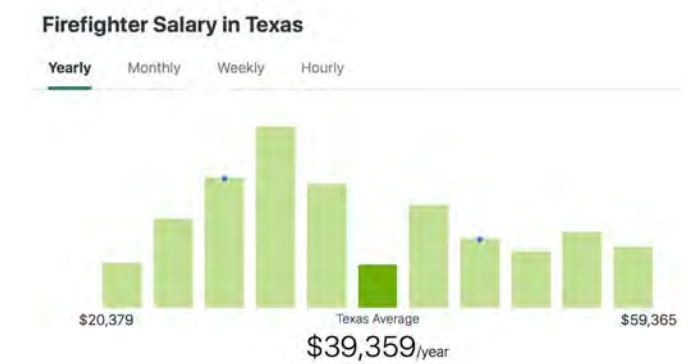 Firefighter Salary in Texas
Yearly Monthly Weekly Hourly
$20,379 Texas Average $59,365
$39,359/year